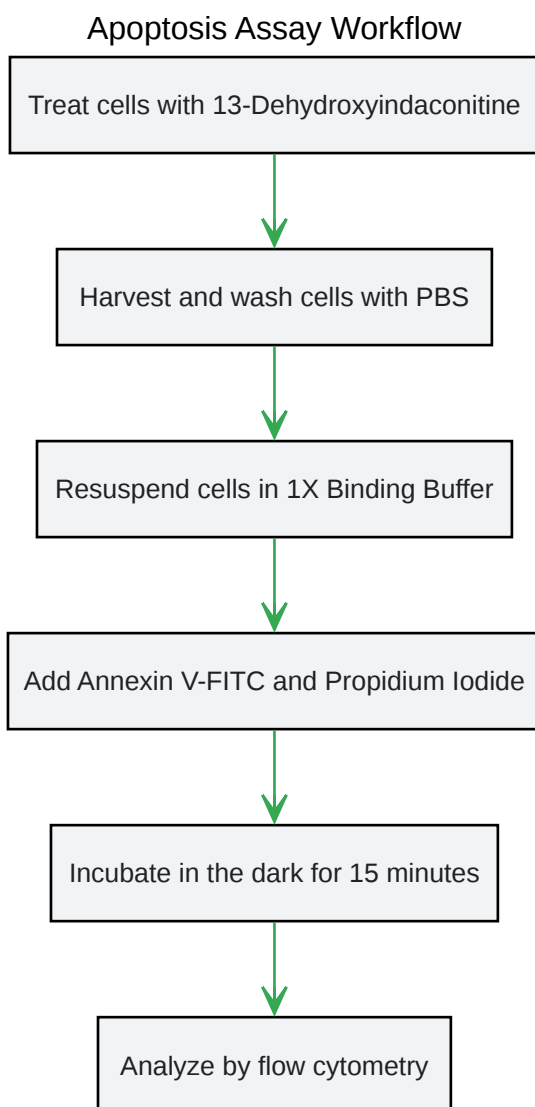 Apoptosis Assay Workflow
Treat cells with 13-Dehydroxyindaconitine
Harvest and wash cells with PBS
Resuspend cells in 1X Binding Buffer
Add Annexin V-FITC and Propidium Iodide
Incubate in the dark for 15 minutes
Analyze by flow cytometry